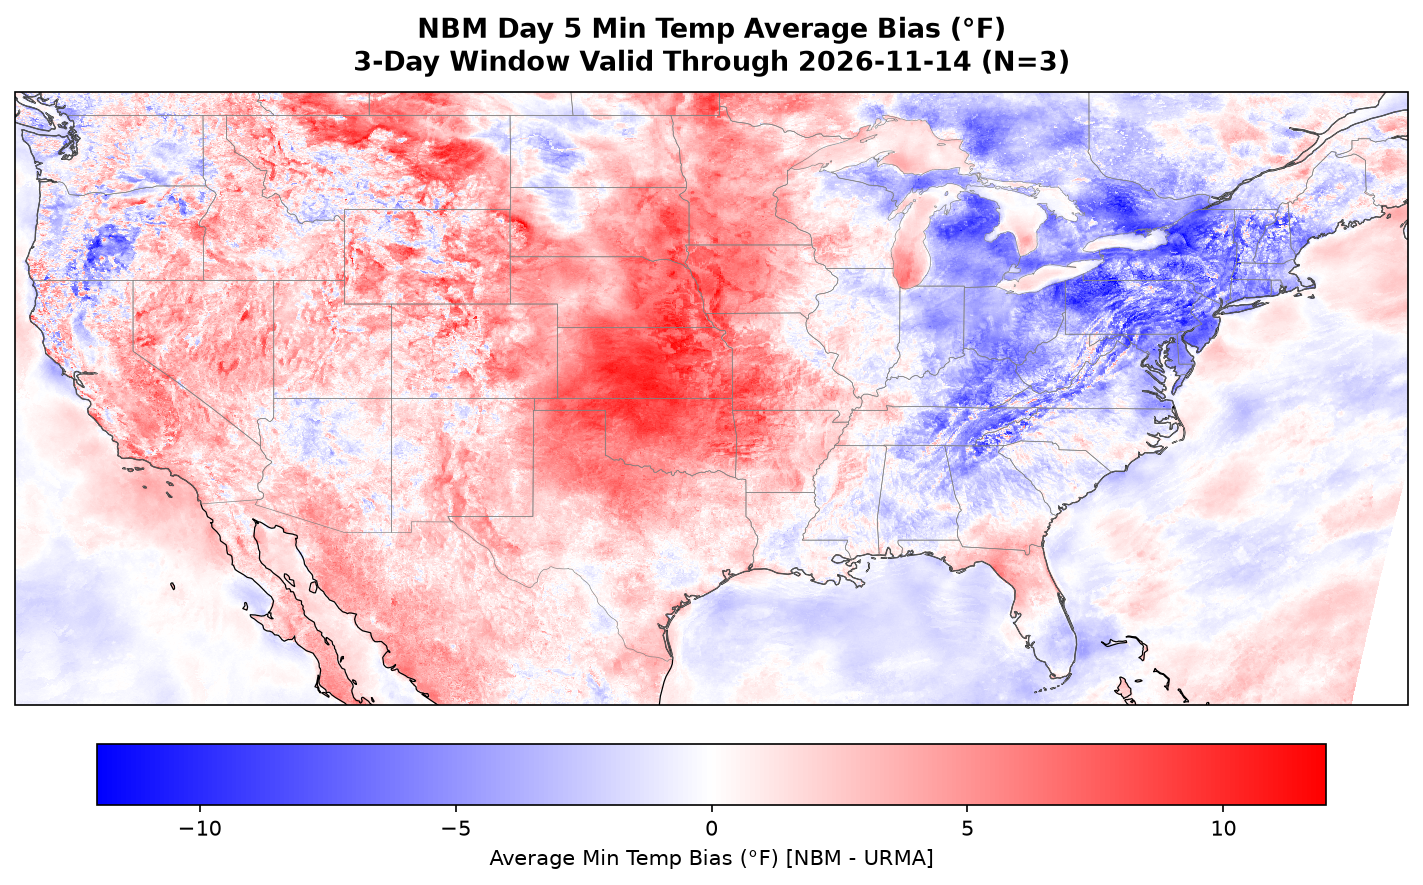 NBM Day 5 Min Temp Average Bias (°F)
3-Day Window Valid Through 2026-11-14 (N=3)
−10 −5 0 5 10
Average Min Temp Bias (°F) [NBM - URMA]